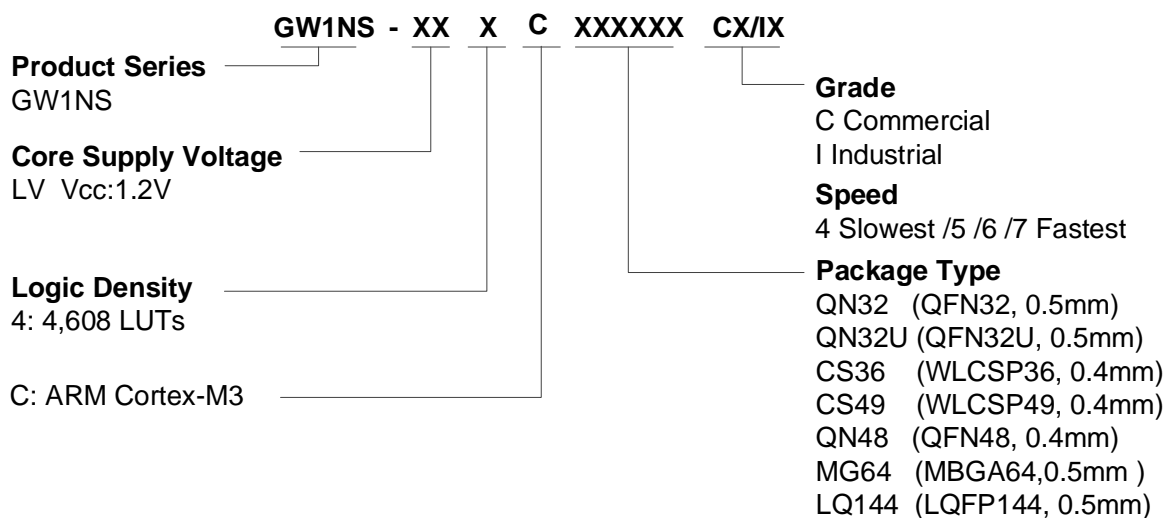 GW1NS - XX X C XXXXXX CX/IX
Product Series
GW1NS
Core Supply Voltage
LV Vcc:1.2V
Logic Density
4: 4,608 LUTs
C: ARM Cortex-M3
Grade
C Commercial
I Industrial
Speed
4 Slowest /5 /6 /7 Fastest
Package Type
QN32 (QFN32, 0.5mm)
QN32U (QFN32U, 0.5mm)
CS36 (WLCSP36, 0.4mm)
CS49 (WLCSP49, 0.4mm)
QN48 (QFN48, 0.4mm)
MG64 (MBGA64,0.5mm )
LQ144 (LQFP144, 0.5mm)